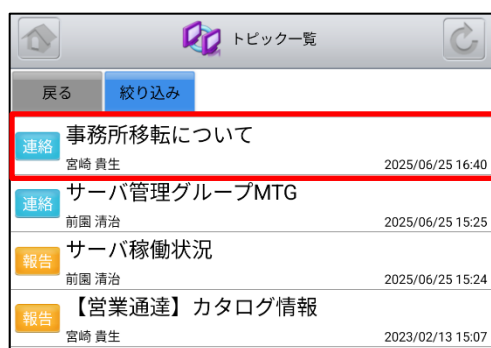 トピック一覧
戻る 絞り込み
連絡 事務所移転について
宮崎 貴生 2025/06/25 16:40
連絡 サーバ管理グループMTG
前園 清治 2025/06/25 15:25
報告 サーバ稼働状況
前園 清治 2025/06/25 15:24
報告 【営業通達】カタログ情報
宮崎 貴生 2023/02/13 15:07